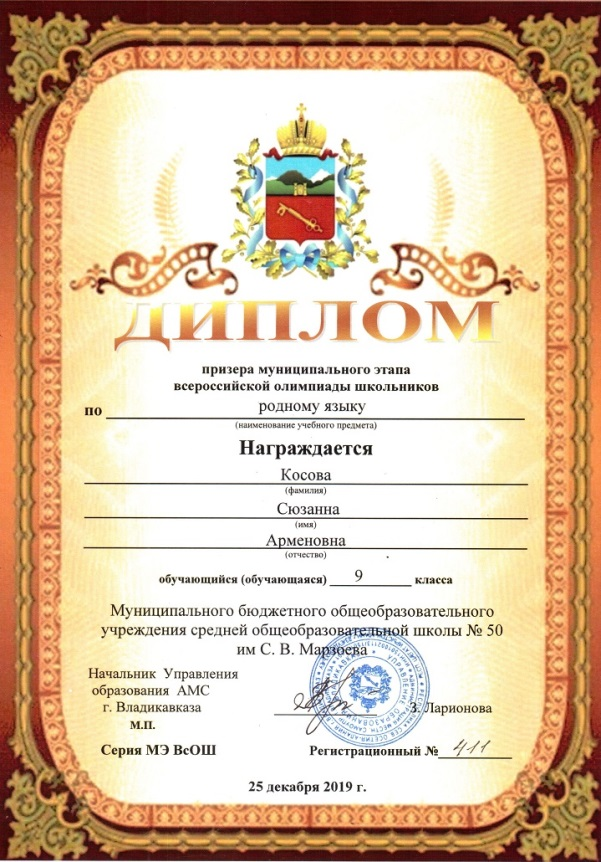 ДИПЛОМ
призера муниципального этапа
всероссийской олимпиады школьников
по родному языку
(наименование учебного предмета)
Награждается
Косова
(фамилия)
Сюзанна
(имя)
Арменовна
(отчество)
обучающийся (обучающаяся) 9 класса
Муниципального бюджетного общеобразовательного
учреждения средней общеобразовательной школы № 50
им С. В. Марзоева
Начальник Управления
образования АМС
г. Владикавказа
З. Ларионова
М.П.
Серия МЭ ВсОШ
Регистрационный № 411
25 декабря 2019 г.